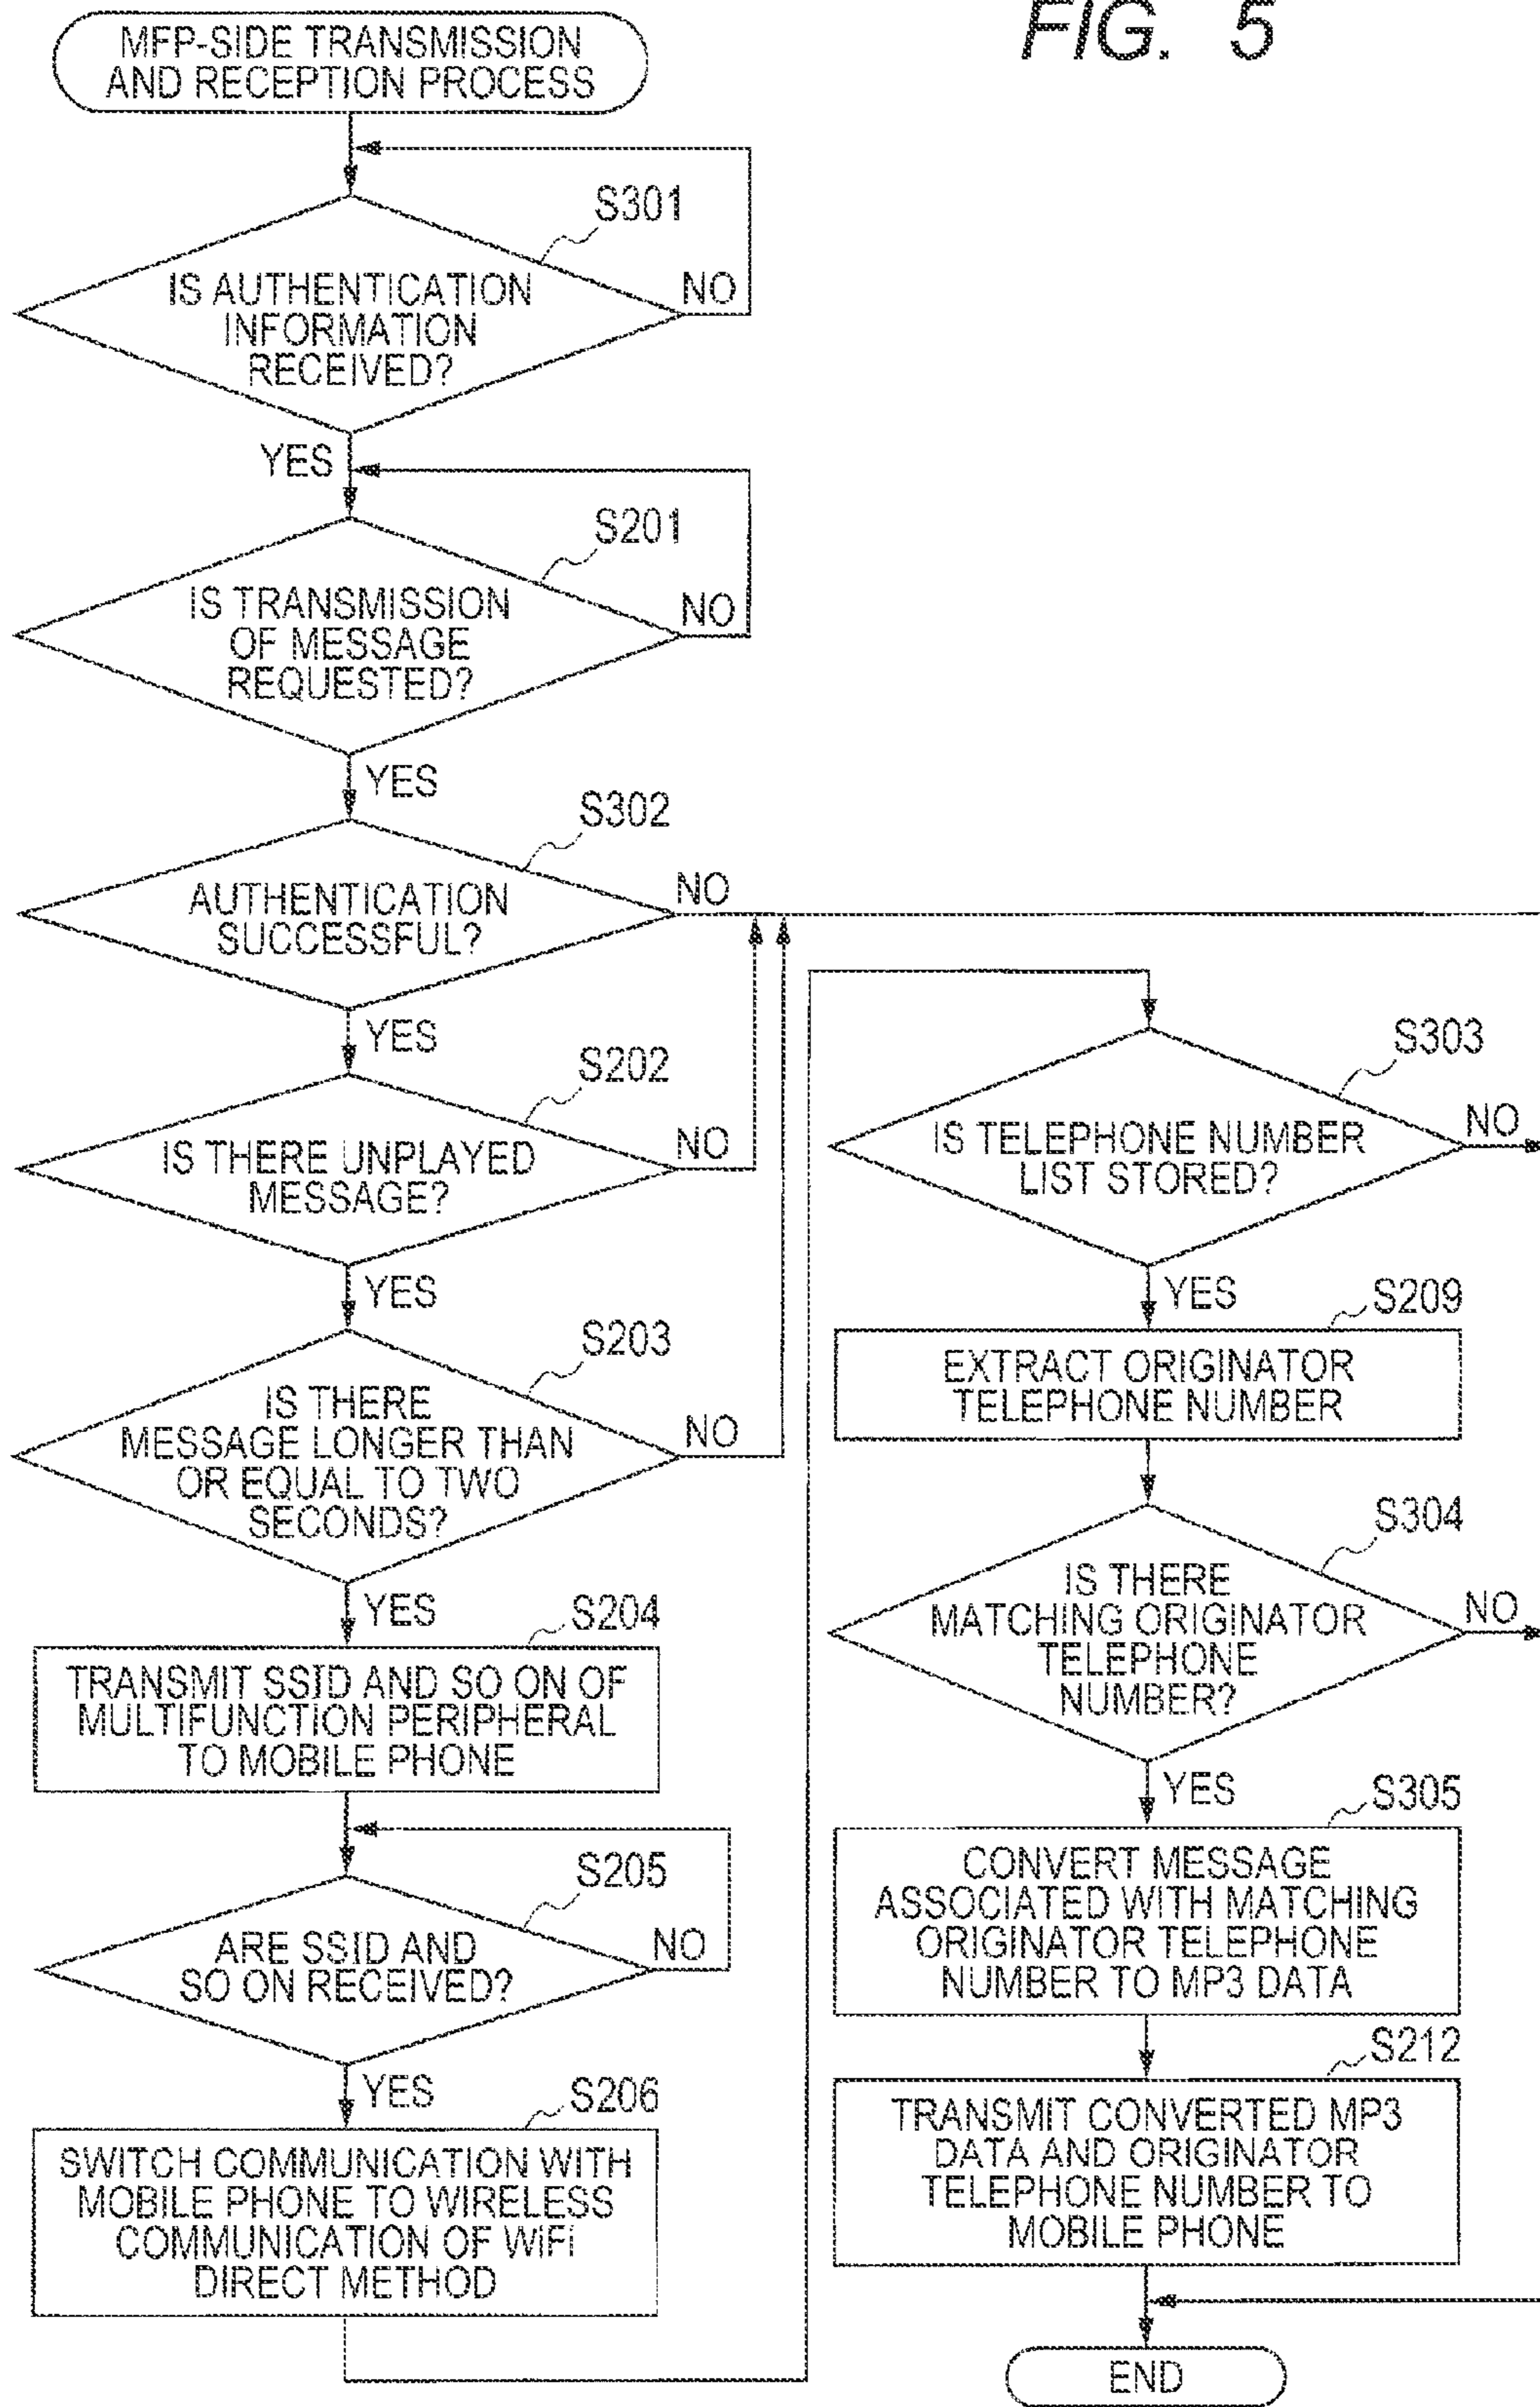 FIG. 5
MFP-SIDE TRANSMISSION
AND RECEPTION PROCESS
S301
IS AUTHENTICATION
INFORMATION
RECEIVED?
NO
YES
S201
IS TRANSMISSION
OF MESSAGE
REQUESTED?
NO
YES
S302
AUTHENTICATION
SUCCESSFUL?
NO
YES
S202
IS THERE UNPLAYED
MESSAGE?
NO
YES
S203
IS THERE
MESSAGE LONGER THAN
OR EQUAL TO TWO
SECONDS?
NO
YES
S204
TRANSMIT SSID AND SO ON OF
MULTIFUNCTION PERIPHERAL
TO MOBILE PHONE
S205
ARE SSID AND
SO ON RECEIVED?
NO
YES
S206
SWITCH COMMUNICATION WITH
MOBILE PHONE TO WIRELESS
COMMUNICATION OF WiFi
DIRECT METHOD
S303
IS TELEPHONE NUMBER
LIST STORED?
NO
YES
S209
EXTRACT ORIGINATOR
TELEPHONE NUMBER
S304
IS THERE
MATCHING ORIGINATOR
TELEPHONE
NUMBER?
NO
YES
S305
CONVERT MESSAGE
ASSOCIATED WITH MATCHING
ORIGINATOR TELEPHONE
NUMBER TO MP3 DATA
S212
TRANSMIT CONVERTED MP3
DATA AND ORIGINATOR
TELEPHONE NUMBER TO
MOBILE PHONE
END